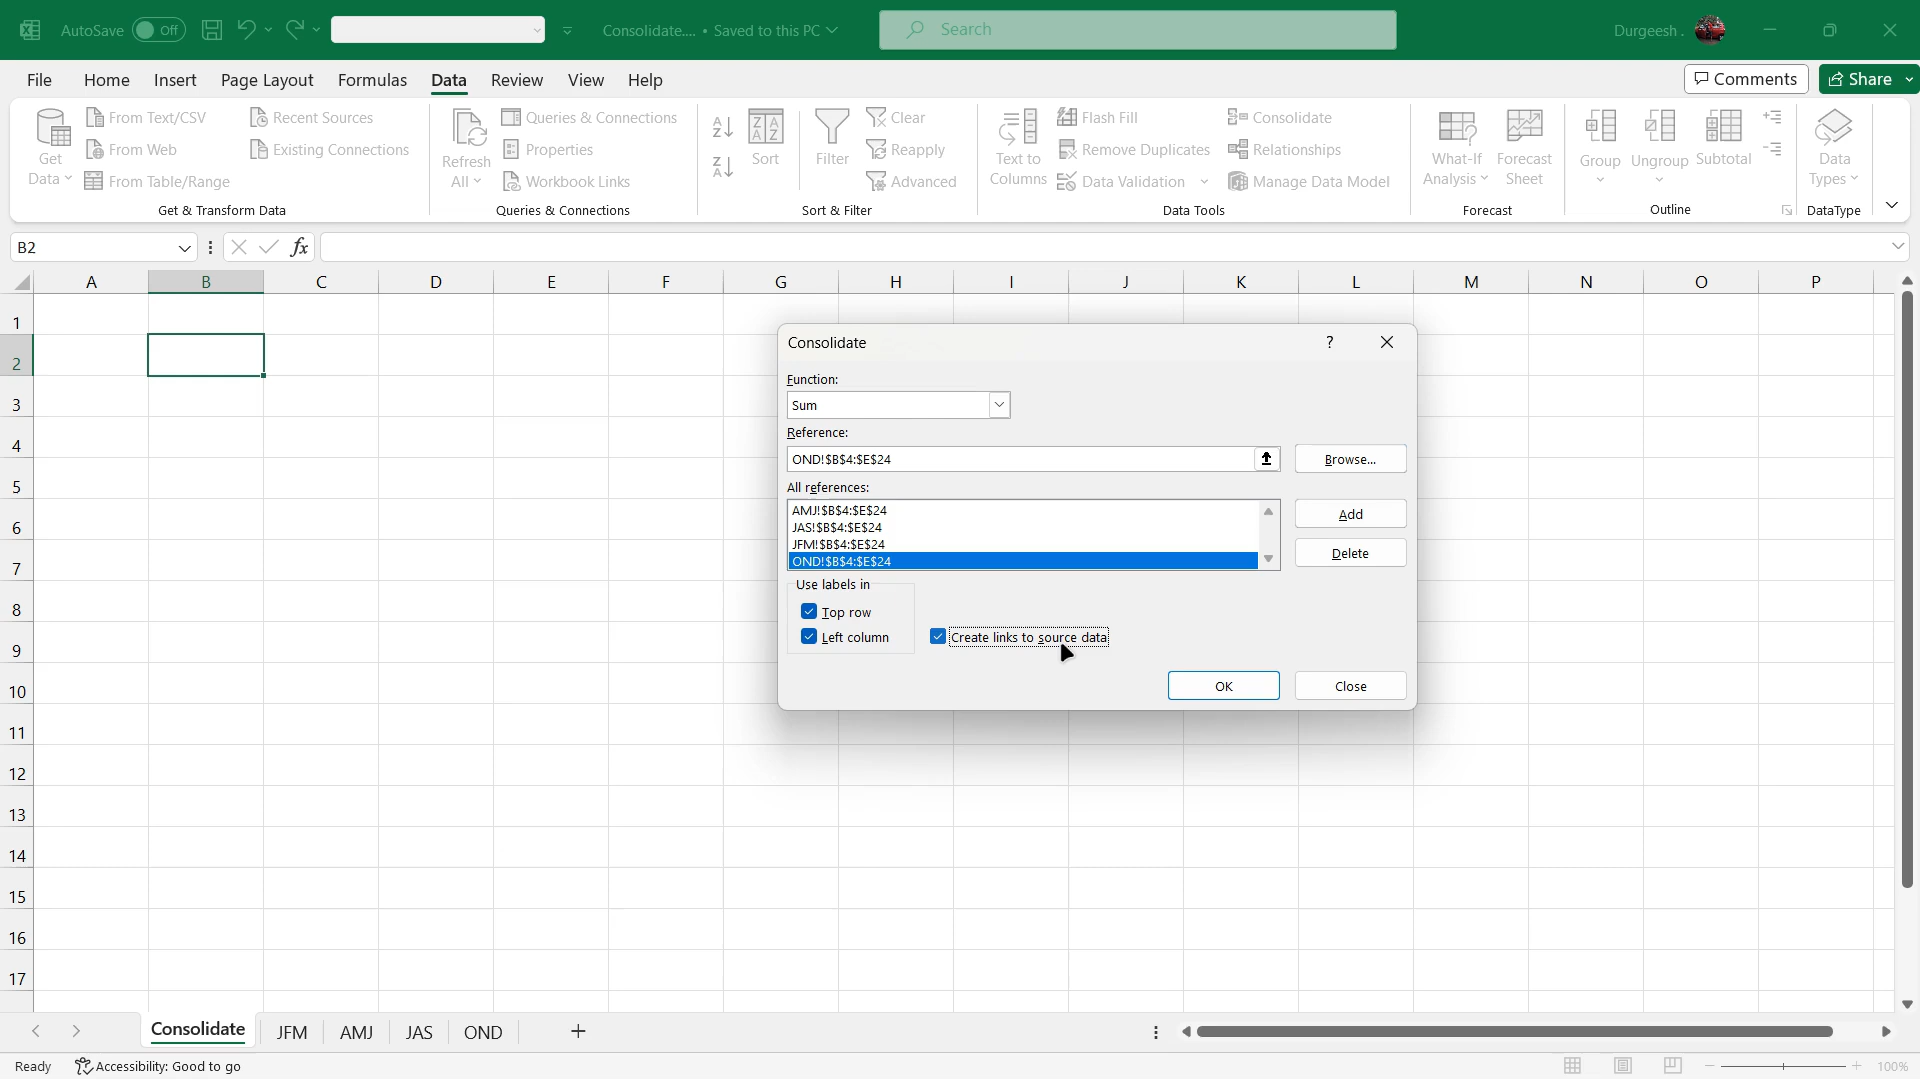 AutoSave Off Consolidate.... • Saved to this PC Search Durgeesh .
File Home Insert Page Layout Formulas Data Review View Help Comments Share
Get Data
From Text/CSV
From Web
From Table/Range
Recent Sources
Existing Connections
Get & Transform Data
Refresh All
Queries & Connections
Properties
Workbook Links
Queries & Connections
Sort
Filter
Clear
Reapply
Advanced
Sort & Filter
Text to Columns
Flash Fill
Remove Duplicates
Data Validation
Consolidate
Relationships
Manage Data Model
Data Tools
What-If Analysis
Forecast Sheet
Forecast
Group
Ungroup
Subtotal
Outline
Data Types
DataType
B2 fx
A B C D E F G H I J K L M N O P
1
2
3
4
5
6
7
8
9
10
11
12
13
14
15
16
17
Consolidate ?
Function:
Sum
Reference:
OND!$B$4:$E$24 Browse...
All references:
AMJ!$B$4:$E$24
JAS!$B$4:$E$24
JFM!$B$4:$E$24
OND!$B$4:$E$24
Add
Delete
Use labels in
Top row
Left column Create links to source data
OK Close
Consolidate JFM AMJ JAS OND
Ready Accessibility: Good to go 100%